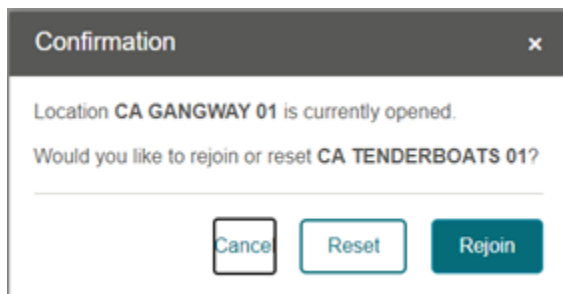 Confirmation ×
Location CA GANGWAY 01 is currently opened.
Would you like to rejoin or reset CA TENDERBOATS 01?
Cancel Reset Rejoin